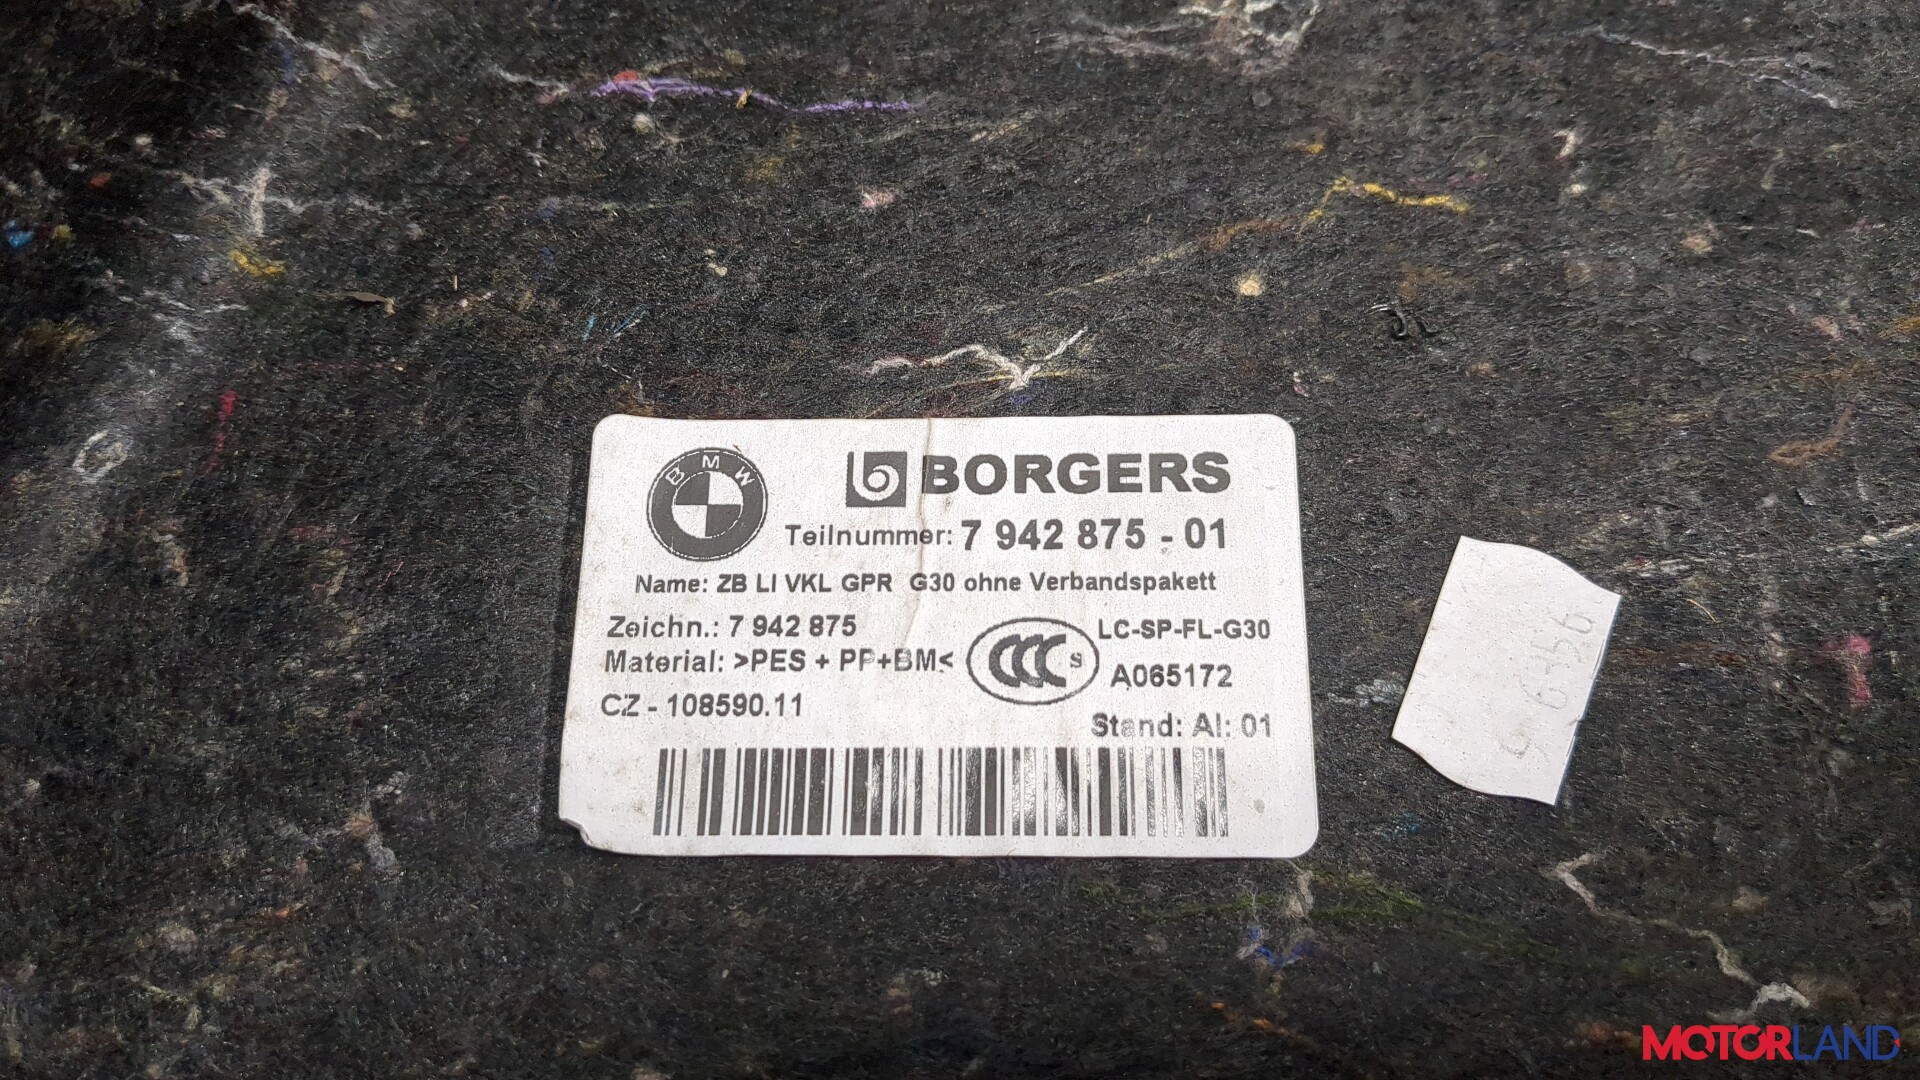 BMW
BORGERS
Teilnummer: 7 942 875 - 01
Name: ZB LI VKL GPR G30 ohne Verbandspakett
Zeichn.: 7 942 875
LC-SP-FL-G30
Material: >PES + PP+BM<
CCC S
A065172
CZ - 108590.11
Stand: AI: 01
MOTORLAND